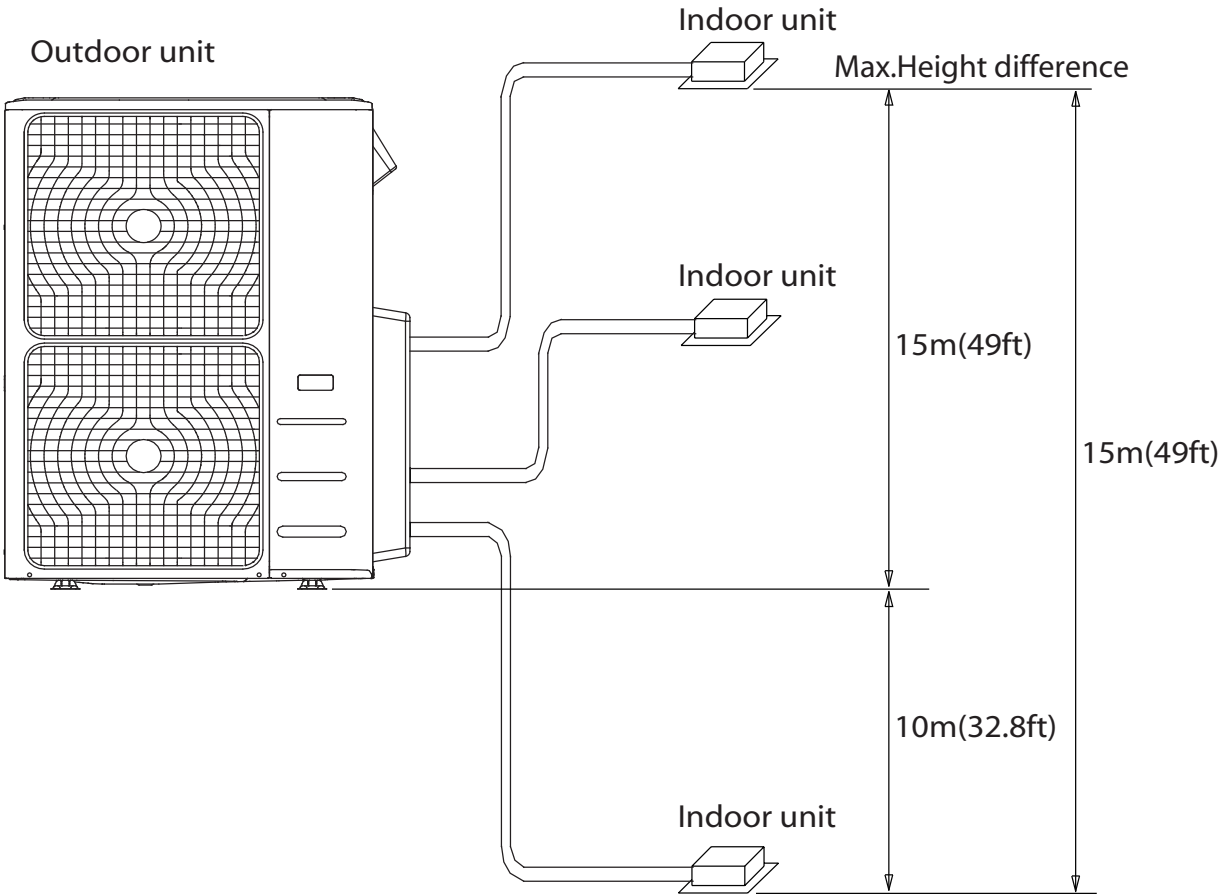 Indoor unit
Outdoor unit
Max.Height difference
Indoor unit
15m(49ft)
15m(49ft)
10m(32.8ft)
Indoor unit